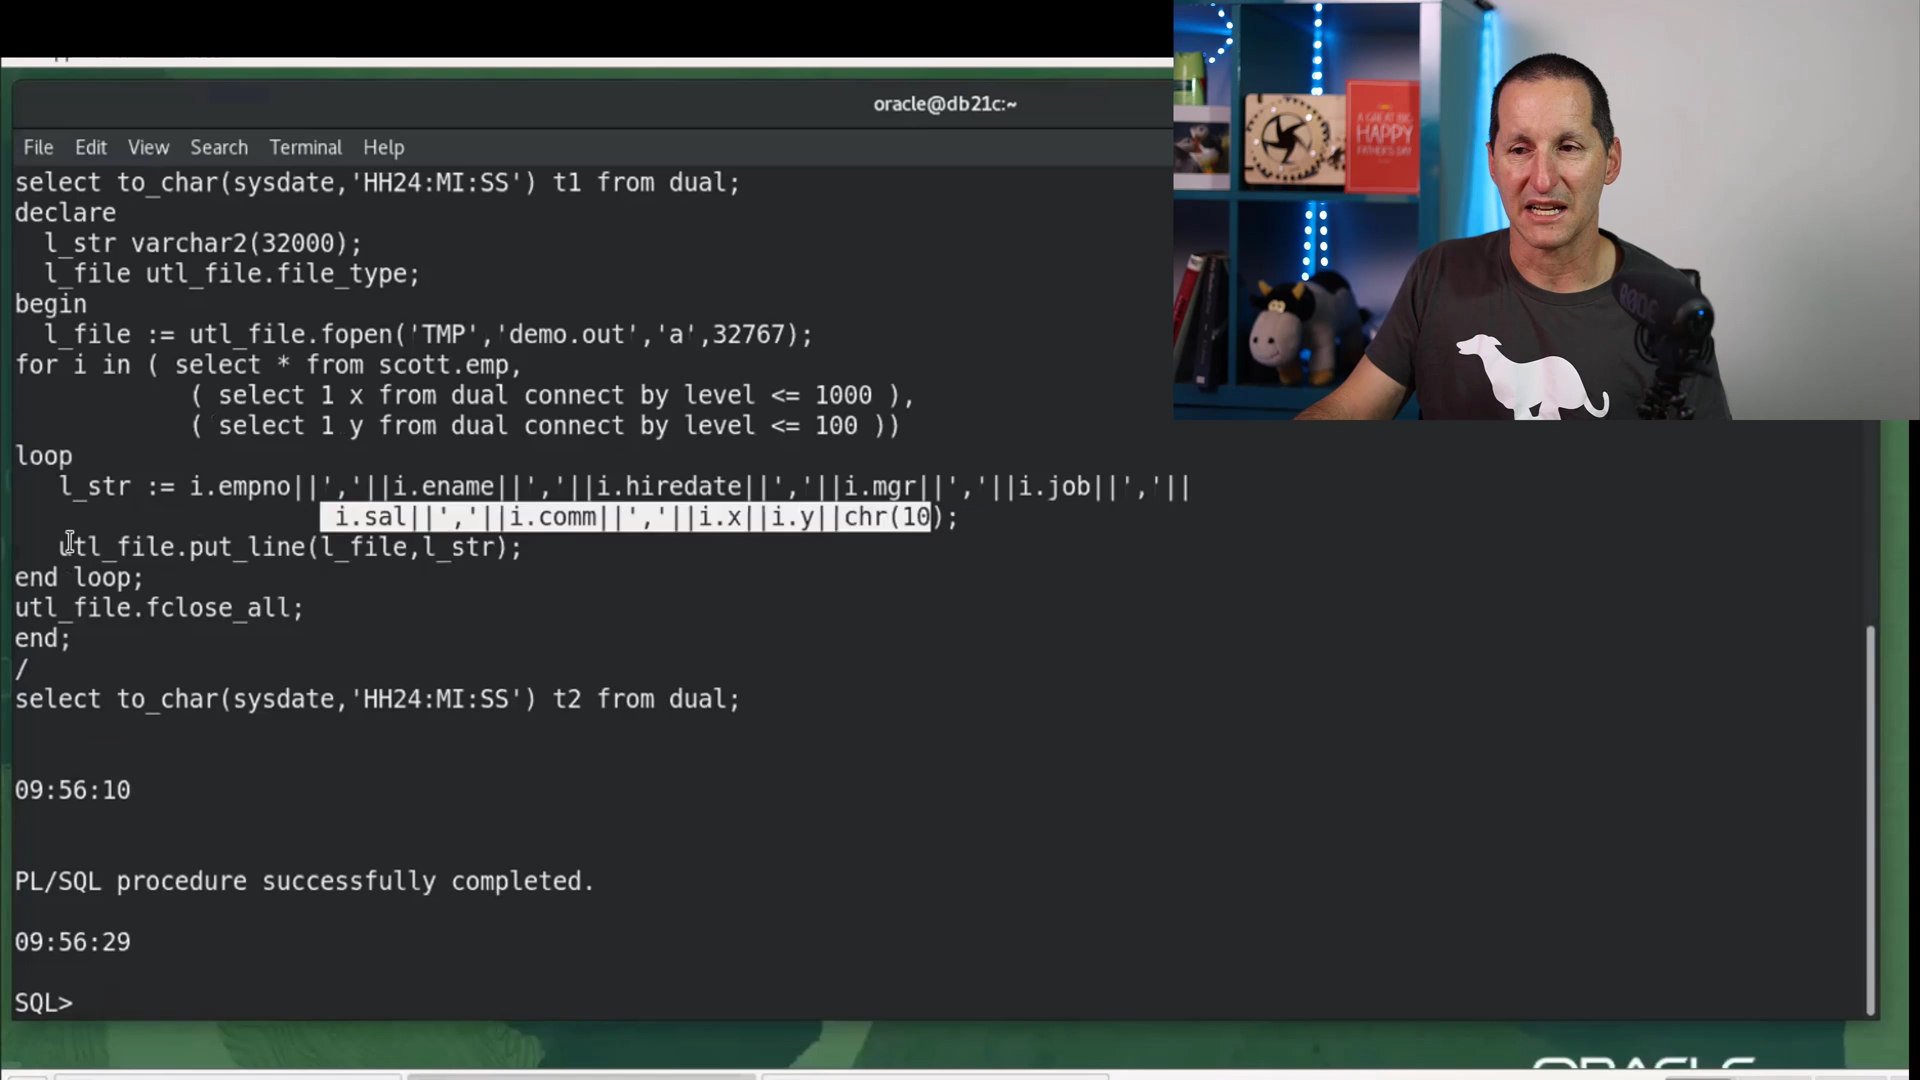 oracle@db21c:~
File Edit View Search Terminal Help
select to_char(sysdate,'HH24:MI:SS') t1 from dual;
declare
  l_str varchar2(32000);
  l_file utl_file.file_type;
begin
  l_file := utl_file.fopen('TMP','demo.out','a',32767);
for i in ( select * from scott.emp,
            ( select 1 x from dual connect by level <= 1000 ),
            ( select 1 y from dual connect by level <= 100 ))
loop
   l_str := i.empno||','||i.ename||','||i.hiredate||','||i.mgr||','||i.job||','||
                      i.sal||','||i.comm||','||i.x||i.y||chr(10);
   utl_file.put_line(l_file,l_str);
end loop;
utl_file.fclose_all;
end;
/
select to_char(sysdate,'HH24:MI:SS') t2 from dual;
09:56:10
PL/SQL procedure successfully completed.
09:56:29
SQL>
A GREAT BIG
HAPPY
FATHER'S DAY
RODE
ORACLE